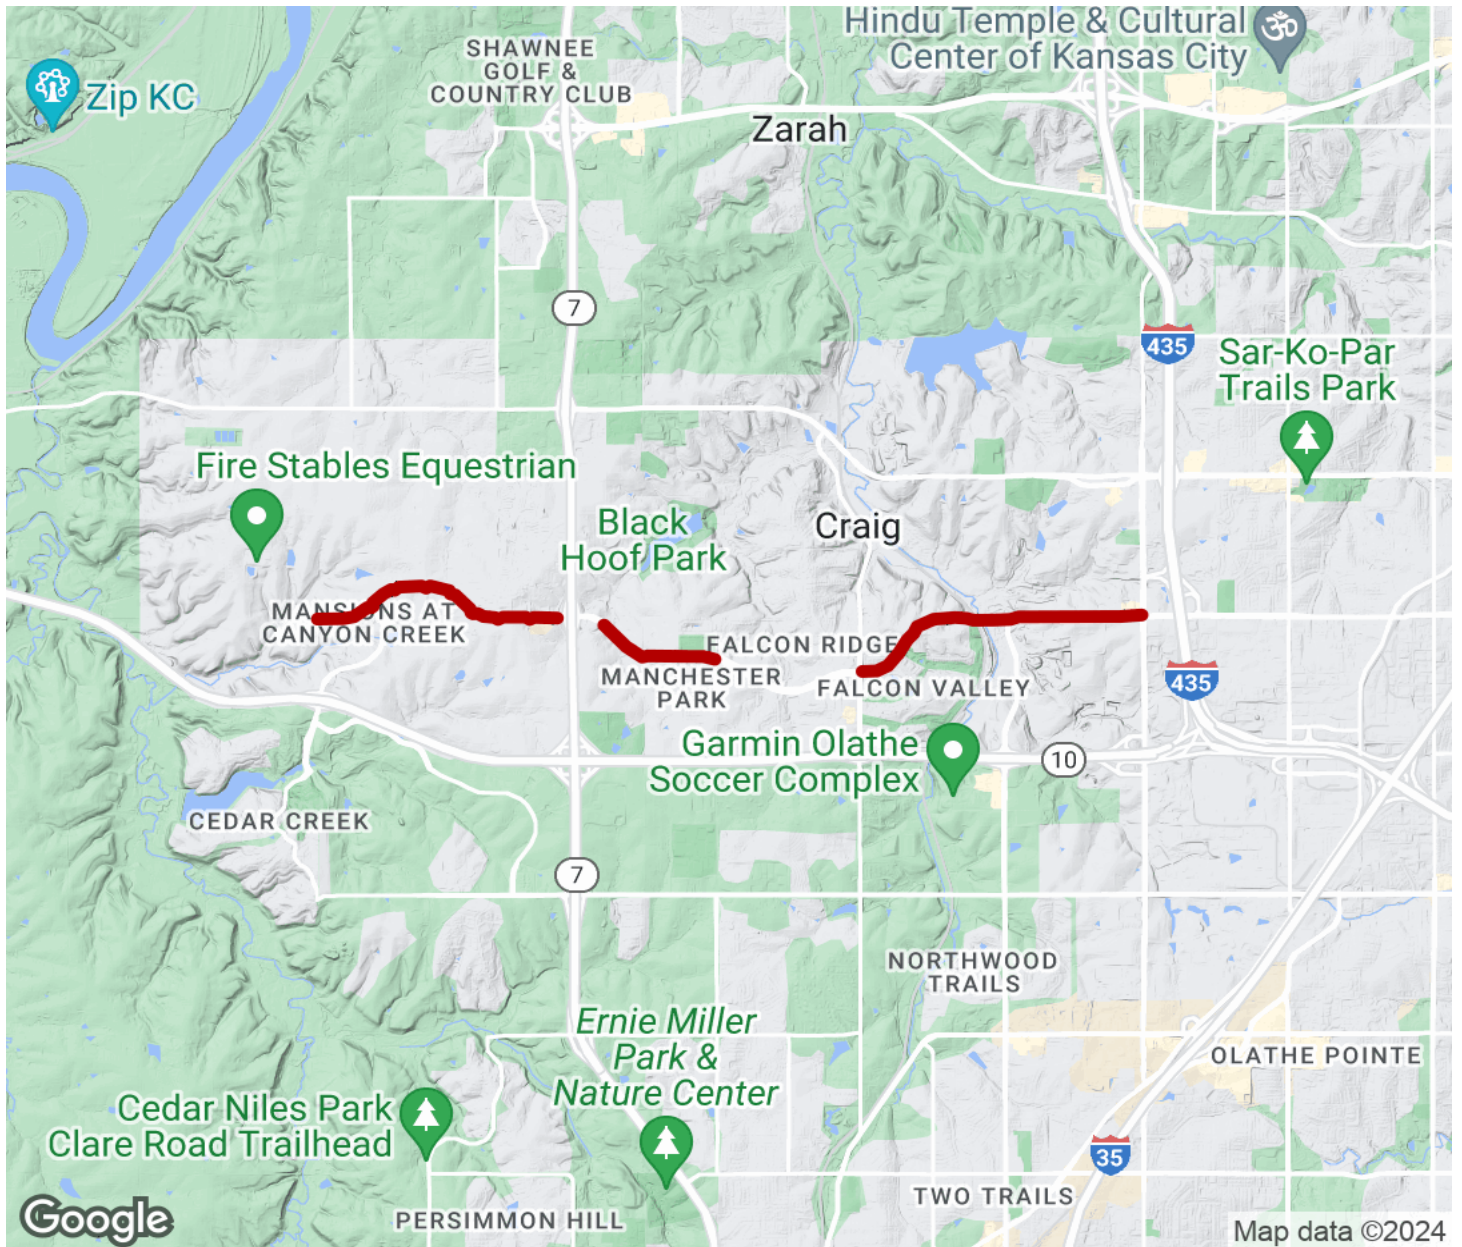 Hindu Temple & Cultural
Center of Kansas City
SHAWNEE
GOLF &
COUNTRY CLUB
Zip KC
Zarah
7
435
Sar-Ko-Par
Trails Park
Fire Stables Equestrian
Black
Hoof Park
Craig
MANSIONS AT
CANYON CREEK
FALCON RIDGE
MANCHESTER
PARK
FALCON VALLEY
435
Garmin Olathe
Soccer Complex
10
CEDAR CREEK
7
NORTHWOOD
TRAILS
Ernie Miller
Park &
Nature Center
OLATHE POINTE
Cedar Niles Park
Clare Road Trailhead
35
TWO TRAILS
PERSIMMON HILL
Google
Map data ©2024